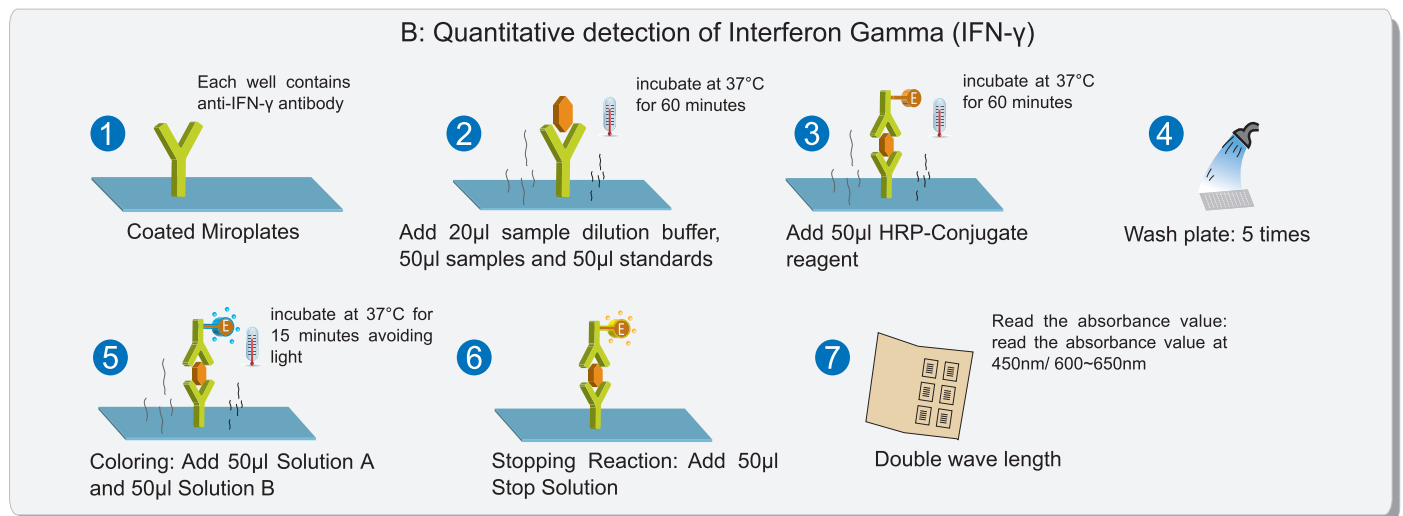 B: Quantitative detection of Interferon Gamma (IFN-γ)
1
Each well contains
anti-IFN-γ antibody
Coated Miroplates
2
incubate at 37°C
for 60 minutes
Add 20µl sample dilution buffer,
50µl samples and 50µl standards
3
E
incubate at 37°C
for 60 minutes
Add 50µl HRP-Conjugate
reagent
4
Wash plate: 5 times
5
E
incubate at 37°C for
15 minutes avoiding
light
Coloring: Add 50µl Solution A
and 50µl Solution B
6
E
Stopping Reaction: Add 50µl
Stop Solution
7
Read the absorbance value:
read the absorbance value at
450nm/ 600~650nm
Double wave length